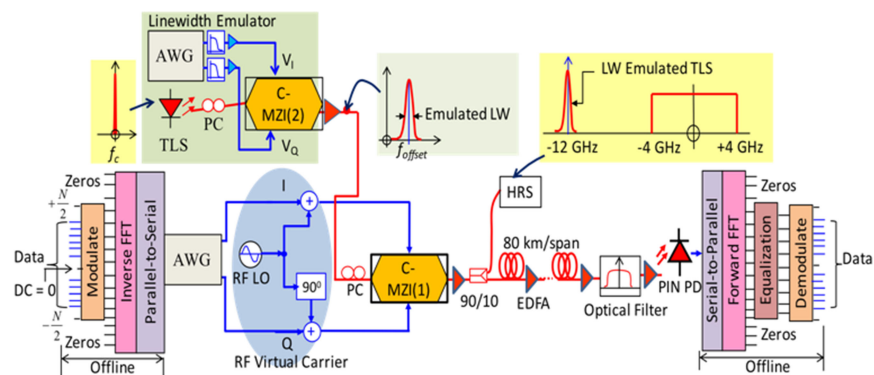 Linewidth Emulator
AWG
V_I
C-
MZI(2)
PC
TLS
V_Q
f_c
Emulated LW
f_offset
LW Emulated TLS
-12 GHz
-4 GHz
+4 GHz
HRS
Zeros
+N/2
Data
DC = 0
-N/2
Zeros
Modulate
Inverse FFT
Parallel-to-Serial
Offline
AWG
I
RF LO
90⁰
Q
RF Virtual Carrier
PC
C-
MZI(1)
90/10
80 km/span
EDFA
Optical Filter
PIN PD
Serial-to-Parallel
Forward FFT
Zeros
Equalization
Demodulate
Data
Zeros
Offline